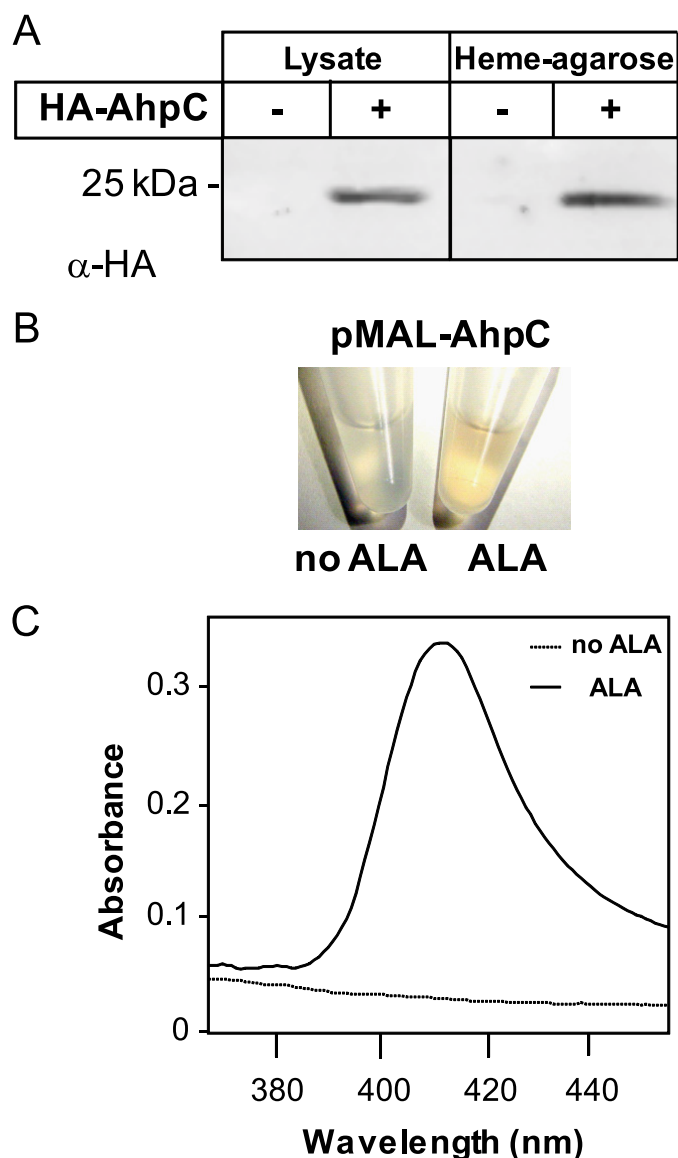 A
Lysate Heme-agarose
HA-AhpC - + - +
25 kDa -
α-HA
B
pMAL-AhpC
no ALA ALA
C
no ALA
ALA
0.3
0.2
0.1
0
Absorbance
380 400 420 440
Wavelength (nm)